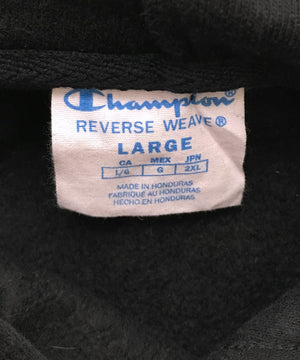 Champion®
REVERSE WEAVE®
LARGE
CA MEX JPN
L/G G 2XL
MADE IN HONDURAS
FABRIQUÉ AU HONDURAS
HECHO EN HONDURAS